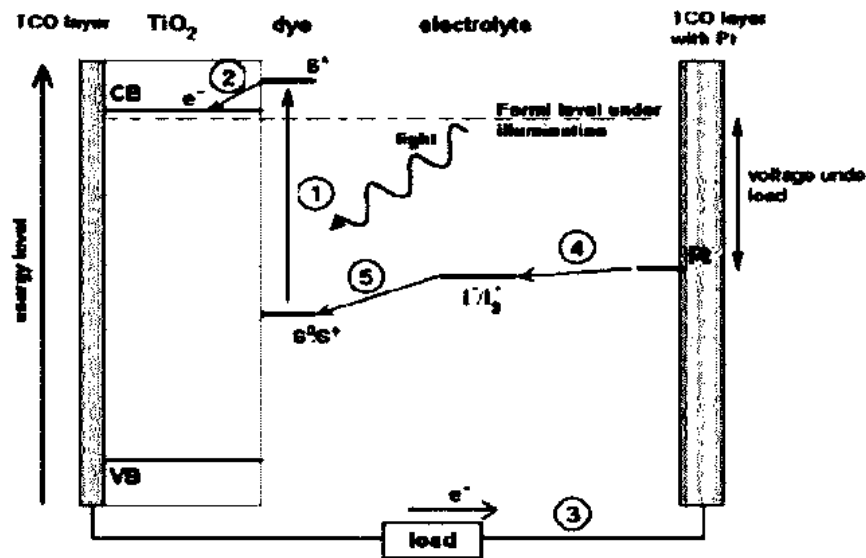 TCO layer
TiO₂
dye
electrolyte
TCO layer
with Pt
CB
e⁻
②
S*
Fermi level under
illumination
light
①
voltage unde
load
energy level
④
Pt
⑤
I⁻/I₃⁻
S⁰/S⁺
VB
e⁻
③
load